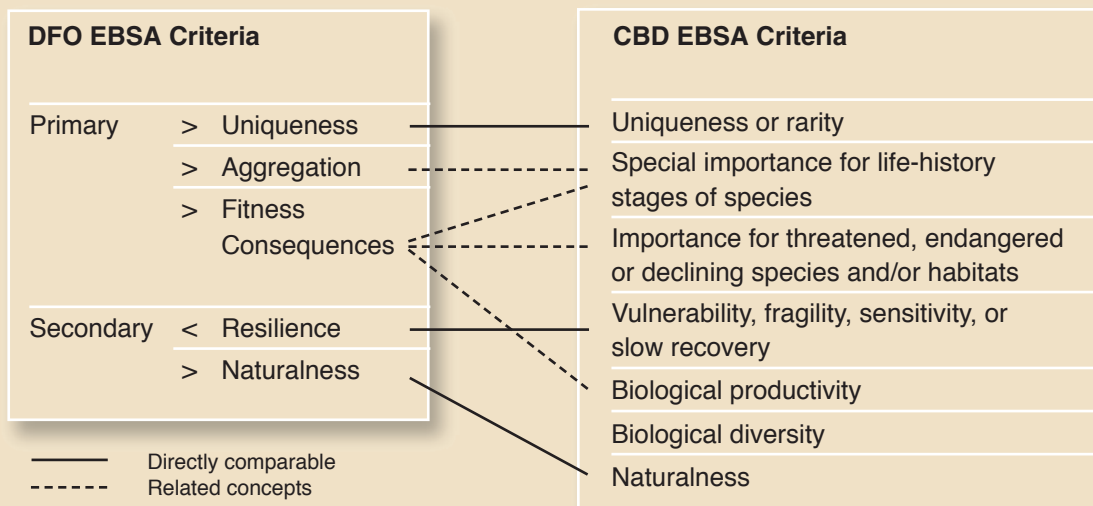 DFO EBSA Criteria
Primary > Uniqueness
> Aggregation
> Fitness
Consequences
Secondary < Resilience
> Naturalness
Directly comparable
Related concepts
CBD EBSA Criteria
Uniqueness or rarity
Special importance for life-history
stages of species
Importance for threatened, endangered
or declining species and/or habitats
Vulnerability, fragility, sensitivity, or
slow recovery
Biological productivity
Biological diversity
Naturalness